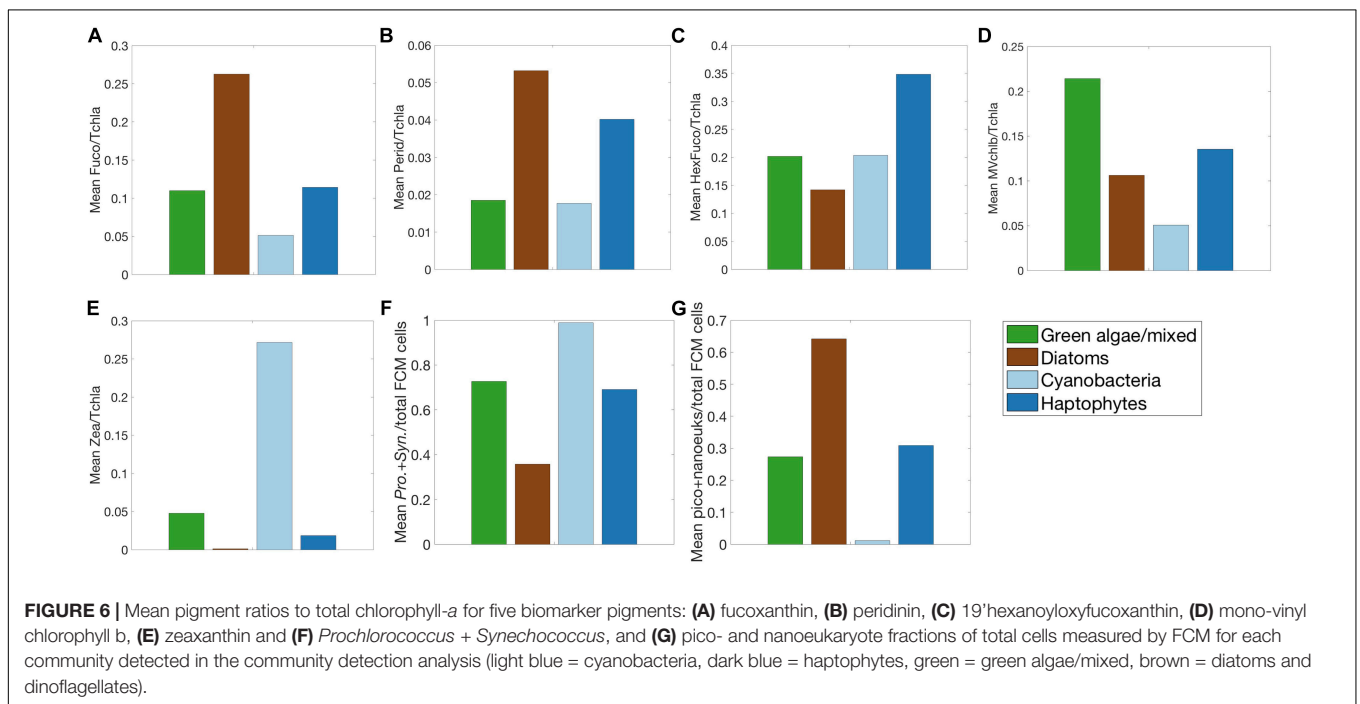 A
Mean Fuco/Tchla
0.3
0.25
0.2
0.15
0.1
0.05
0
B
Mean Perid/Tchla
0.06
0.05
0.04
0.03
0.02
0.01
0
C
Mean HexFuco/Tchla
0.4
0.35
0.3
0.25
0.2
0.15
0.1
0.05
0
D
Mean MVchlb/Tchla
0.25
0.2
0.15
0.1
0.05
0
E
Mean Zea/Tchla
0.3
0.25
0.2
0.15
0.1
0.05
0
F
Mean Pro.+Syn./total FCM cells
1
0.8
0.6
0.4
0.2
0
G
Mean pico+nanoeuks/total FCM cells
0.7
0.6
0.5
0.4
0.3
0.2
0.1
0
Green algae/mixed
Diatoms
Cyanobacteria
Haptophytes
FIGURE 6 | Mean pigment ratios to total chlorophyll-a for five biomarker pigments: (A) fucoxanthin, (B) peridinin, (C) 19'hexanoyloxyfucoxanthin, (D) mono-vinyl
chlorophyll b, (E) zeaxanthin and (F) Prochlorococcus + Synechococcus, and (G) pico- and nanoeukaryote fractions of total cells measured by FCM for each
community detected in the community detection analysis (light blue = cyanobacteria, dark blue = haptophytes, green = green algae/mixed, brown = diatoms and
dinoflagellates).